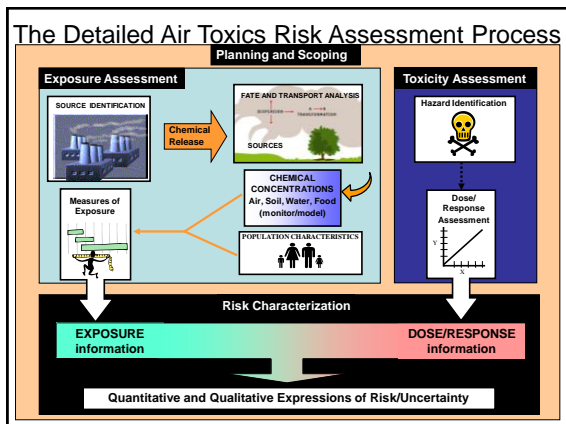 The Detailed Air Toxics Risk Assessment Process
Planning and Scoping
Exposure Assessment
SOURCE IDENTIFICATION
Chemical
Release
FATE AND TRANSPORT ANALYSIS
DISPERSION
A
B
TRANSFORMATION
SOURCES
CHEMICAL
CONCENTRATIONS
Air, Soil, Water, Food
(monitor/model)
Measures of
Exposure
POPULATION CHARACTERISTICS
Toxicity Assessment
Hazard Identification
Dose/
Response
Assessment
Y
X
Risk Characterization
EXPOSURE
information
DOSE/RESPONSE
information
Quantitative and Qualitative Expressions of Risk/Uncertainty